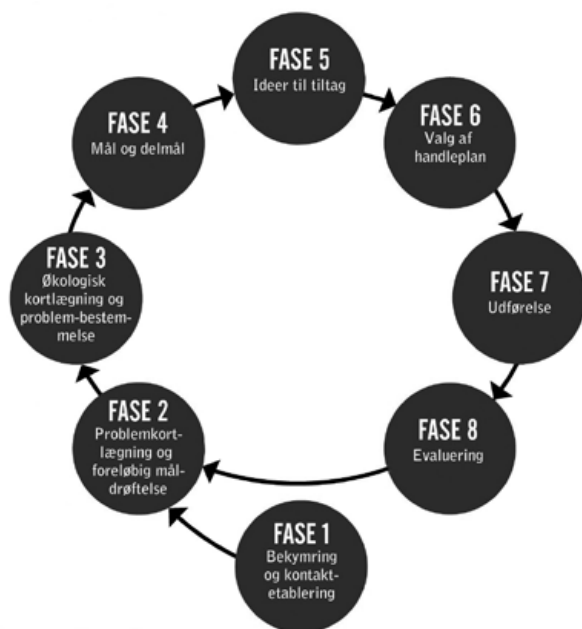 FASE 5
Ideer til tiltag
FASE 4
Mål og delmål
FASE 6
Valg af
handleplan
FASE 3
Økologisk
kortlægning og
problem-bestem-
melse
FASE 7
Udførelse
FASE 2
Problemkort-
lægning og
foreløbig mål-
drøftelse
FASE 8
Evaluering
FASE 1
Bekymring
og kontakt-
etablering